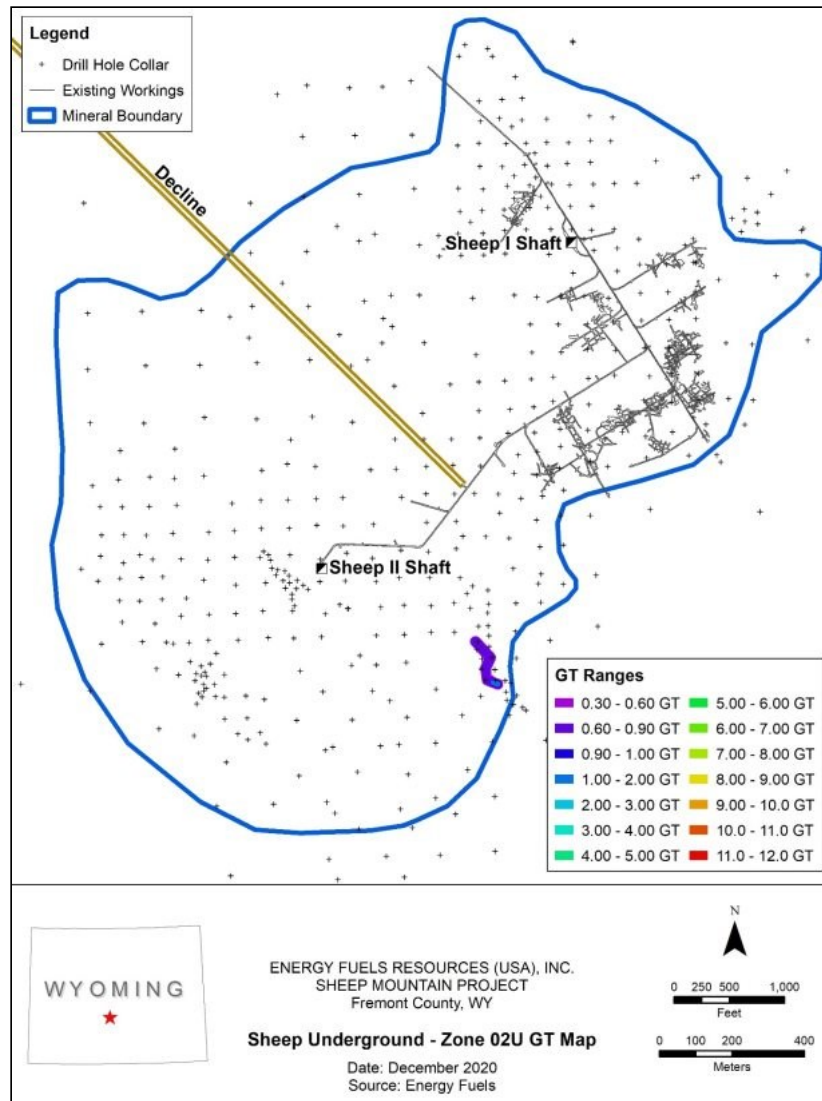 Legend
Drill Hole Collar
Existing Workings
Mineral Boundary
Decline
Sheep I Shaft
Sheep II Shaft
GT Ranges
0.30 - 0.60 GT
0.60 - 0.90 GT
0.90 - 1.00 GT
1.00 - 2.00 GT
2.00 - 3.00 GT
3.00 - 4.00 GT
4.00 - 5.00 GT
5.00 - 6.00 GT
6.00 - 7.00 GT
7.00 - 8.00 GT
8.00 - 9.00 GT
9.00 - 10.0 GT
10.0 - 11.0 GT
11.0 - 12.0 GT
WYOMING
ENERGY FUELS RESOURCES (USA), INC.
SHEEP MOUNTAIN PROJECT
Fremont County, WY
Sheep Underground - Zone 02U GT Map
Date: December 2020
Source: Energy Fuels
N
0 250 500 1,000
Feet
0 100 200 400
Meters